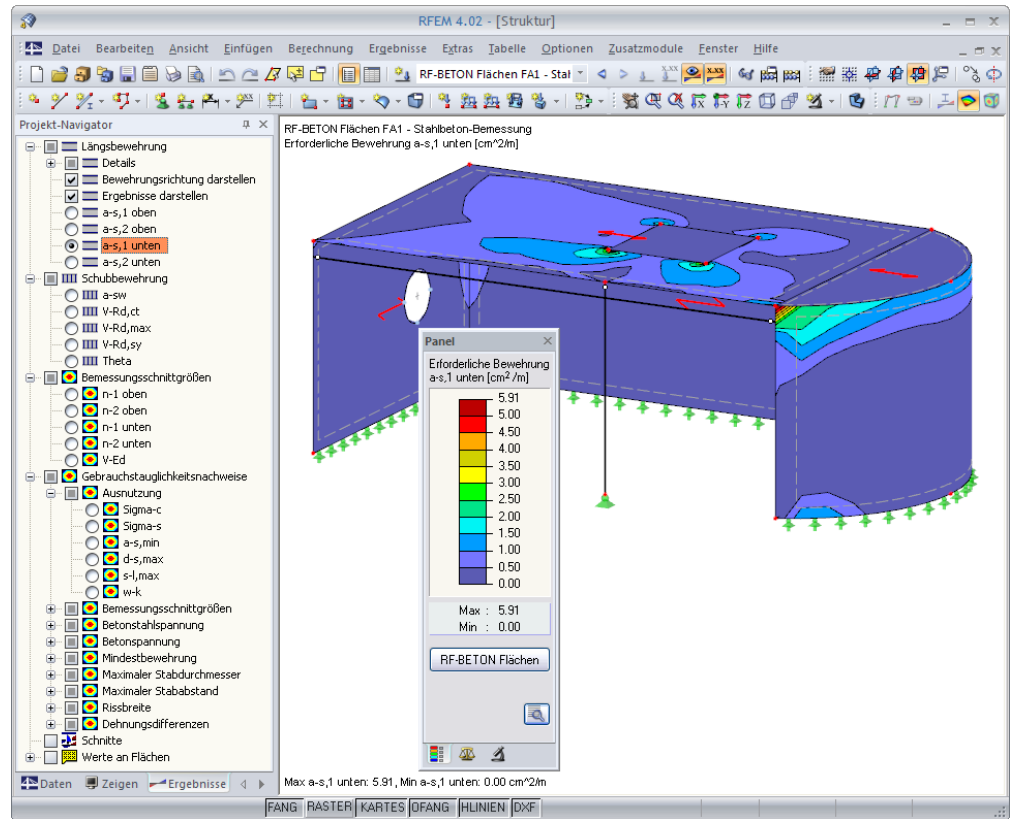 RFEM 4.02 - [Struktur]
Datei Bearbeiten Ansicht Einfügen Berechnung Ergebnisse Extras Tabelle Optionen Zusatzmodule Fenster Hilfe
RF-BETON Flächen FA1 - Stal
Projekt-Navigator
Längsbewehrung
Details
Bewehrungsrichtung darstellen
Ergebnisse darstellen
a-s,1 oben
a-s,2 oben
a-s,1 unten
a-s,2 unten
Schubbewehrung
a-sw
V-Rd,ct
V-Rd,max
V-Rd,sy
Theta
Bemessungsschnittgrößen
n-1 oben
n-2 oben
n-1 unten
n-2 unten
V-Ed
Gebrauchstauglichkeitsnachweise
Ausnutzung
Sigma-c
Sigma-s
a-s,min
d-s,max
s-l,max
w-k
Bemessungsschnittgrößen
Betonstahlspannung
Betonspannung
Mindestbewehrung
Maximaler Stabdurchmesser
Maximaler Stababstand
Rissbreite
Dehnungsdifferenzen
Schnitte
Werte an Flächen
Daten Zeigen Ergebnisse
RF-BETON Flächen FA1 - Stahlbeton-Bemessung
Erforderliche Bewehrung a-s,1 unten [cm^2/m]
Panel
Erforderliche Bewehrung
a-s,1 unten [cm² /m]
5.91
5.00
4.50
4.00
3.50
3.00
2.50
2.00
1.50
1.00
0.50
0.00
Max : 5.91
Min : 0.00
RF-BETON Flächen
Max a-s,1 unten: 5.91, Min a-s,1 unten: 0.00 cm^2/m
FANG RASTER KARTES OFANG HLINIEN DXF